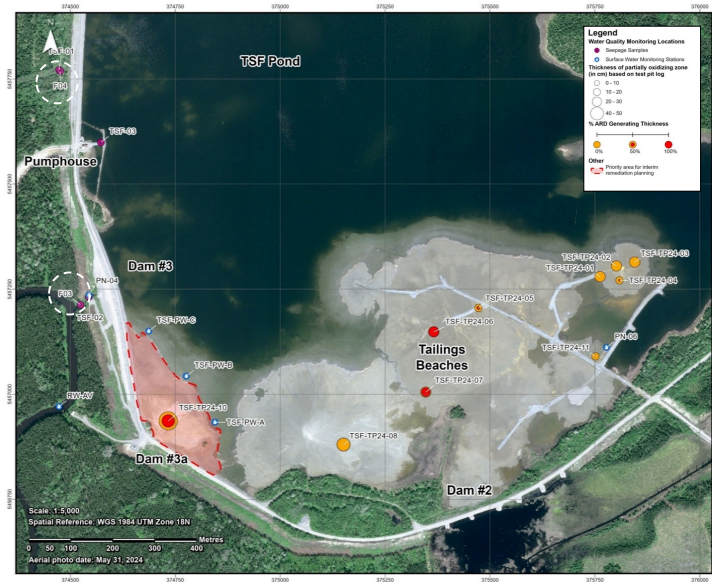 374500 374750 375000 375250 375500 375750 376000
N
TSF-01
F04
TSF Pond
TSF-03
Pumphouse
Dam #3
PN-04
F03
TSF-02
TSF-PW-C
TSF-PW-B
RW-AV
TSF-TP24-10
TSF-PW-A
Dam #3a
TSF-TP24-02
TSF-TP24-03
TSF-TP24-01
TSF-TP24-04
TSF-TP24-05
TSF-TP24-06
TSF-TP24-11
PN-06
Tailings
Beaches
TSF-TP24-07
TSF-TP24-08
Dam #2
Legend
Water Quality Monitoring Locations
Seepage Samples
Surface Water Monitoring Stations
Thickness of partially oxidizing zone
(in cm) based on test pit log
0 - 10
10 - 20
20 - 30
40 - 50
% ARD Generating Thickness
0% 50% 100%
Other
Priority area for interim
remediation planning
Scale: 1:5,000
Spatial Reference: WGS 1984 UTM Zone 18N
Metres
0 50 100 200 300 400
Aerial photo date: May 31, 2024
374500 374750 375000 375250 375500 375750 376000